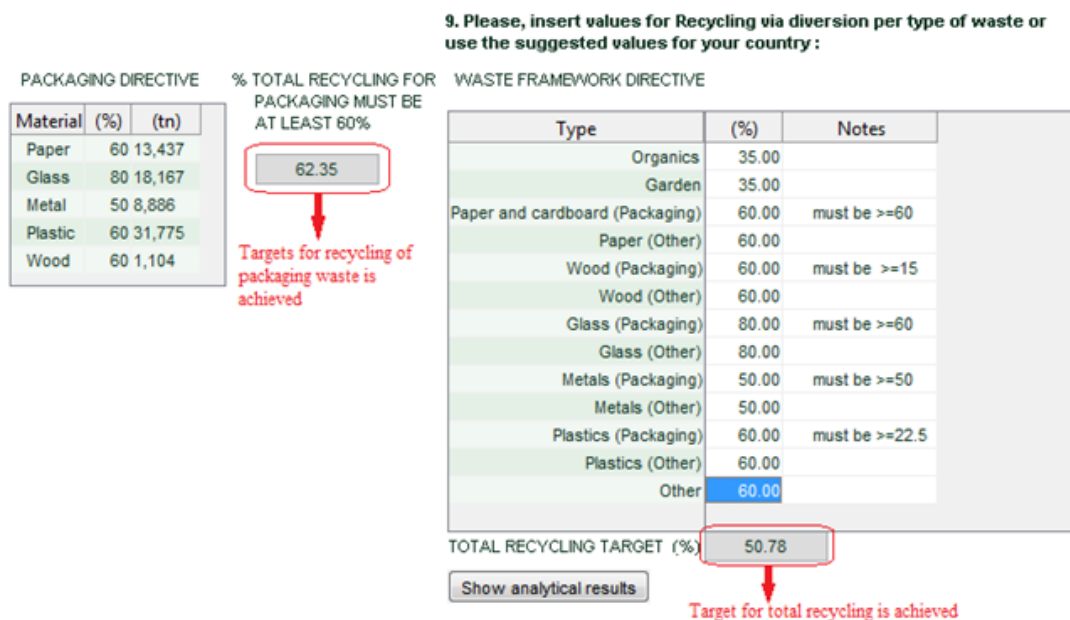 9. Please, insert values for Recycling via diversion per type of waste or
use the suggested values for your country :
PACKAGING DIRECTIVE
Material (%) (tn)
Paper 60 13,437
Glass 80 18,167
Metal 50 8,886
Plastic 60 31,775
Wood 60 1,104
% TOTAL RECYCLING FOR
PACKAGING MUST BE
AT LEAST 60%
62.35
Targets for recycling of
packaging waste is
achieved
WASTE FRAMEWORK DIRECTIVE
Type (%) Notes
Organics 35.00
Garden 35.00
Paper and cardboard (Packaging) 60.00 must be >=60
Paper (Other) 60.00
Wood (Packaging) 60.00 must be >=15
Wood (Other) 60.00
Glass (Packaging) 80.00 must be >=60
Glass (Other) 80.00
Metals (Packaging) 50.00 must be >=50
Metals (Other) 50.00
Plastics (Packaging) 60.00 must be >=22.5
Plastics (Other) 60.00
Other 60.00
TOTAL RECYCLING TARGET (%) 50.78
Show analytical results
Target for total recycling is achieved